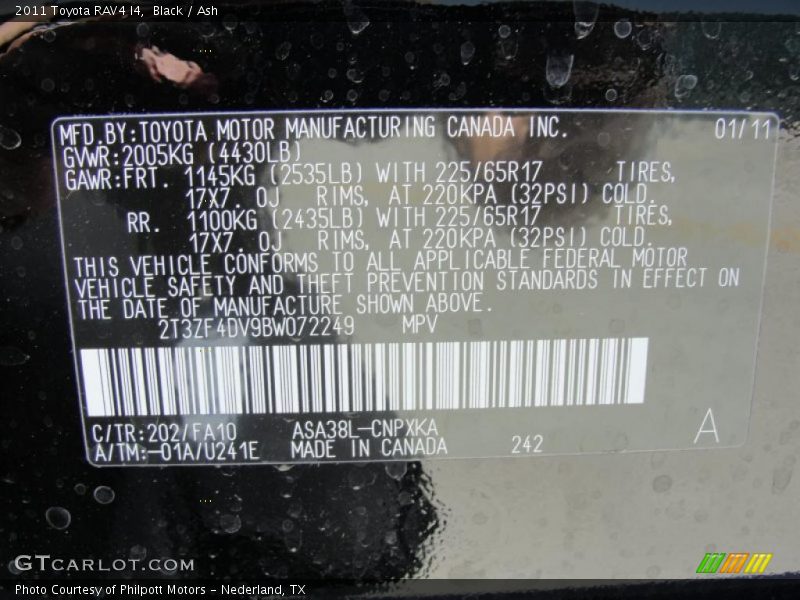 2011 Toyota RAV4 I4, Black / Ash
MFD. BY: TOYOTA MOTOR MANUFACTURING CANADA INC. 01/11
GVWR: 2005KG (4430LB)
GAWR: FRT. 1145KG (2535LB) WITH 225/65R17 TIRES,
17X7. 0J RIMS, AT 220KPA (32PSI) COLD.
RR. 1100KG (2435LB) WITH 225/65R17 TIRES,
17X7. 0J RIMS, AT 220KPA (32PSI) COLD.
THIS VEHICLE CONFORMS TO ALL APPLICABLE FEDERAL MOTOR
VEHICLE SAFETY AND THEFT PREVENTION STANDARDS IN EFFECT ON
THE DATE OF MANUFACTURE SHOWN ABOVE.
2T3ZF4DV9BW072249 MPV
C/TR: 202/FA10 ASA38L-CNPXKA
A/TM: -01A/U241E MADE IN CANADA 242 A
GTCARLOT.COM
Photo Courtesy of Philpott Motors - Nederland, TX